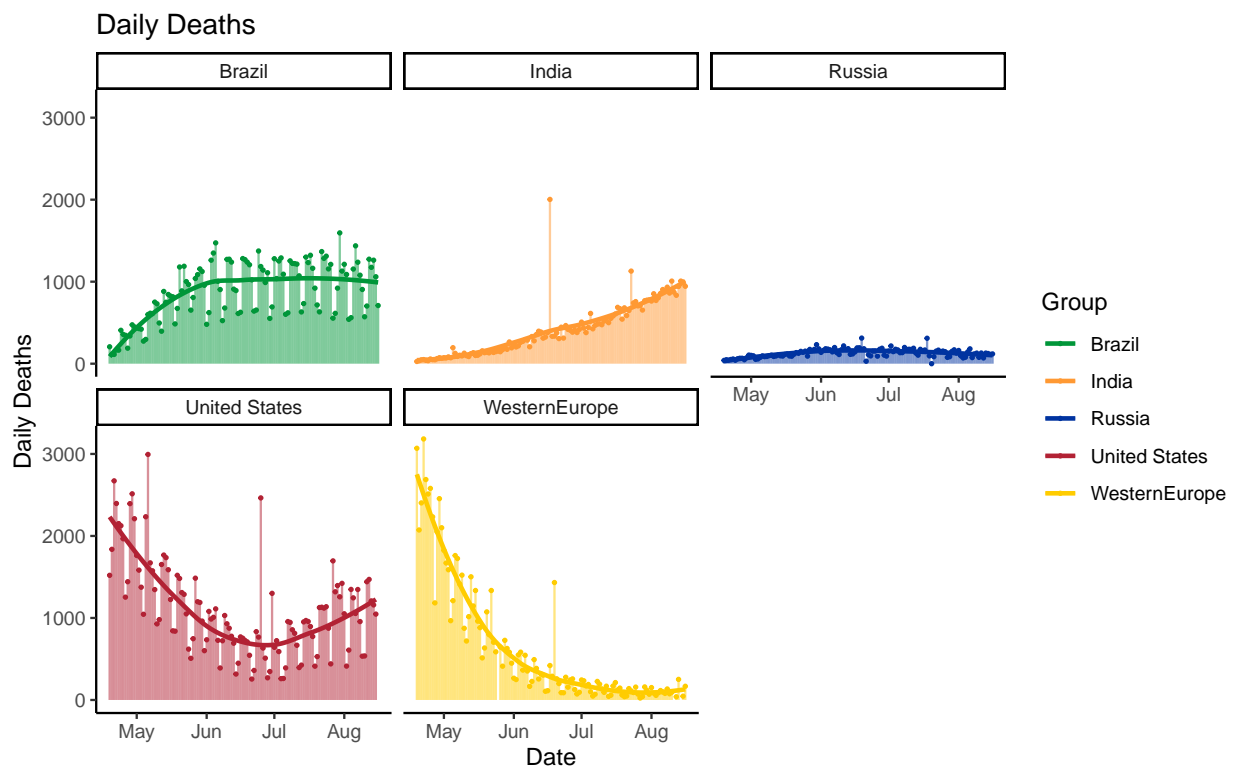 Daily Deaths
Brazil
India
Russia
3000
2000
1000
0
May Jun Jul Aug
United States
WesternEurope
3000
2000
1000
0
May Jun Jul Aug
May Jun Jul Aug
Daily Deaths
Date
Group
Brazil
India
Russia
United States
WesternEurope